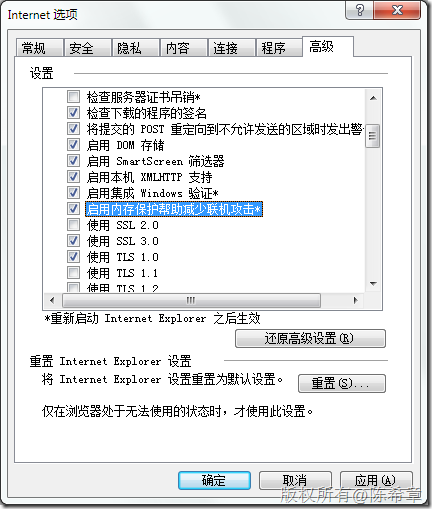 Internet 选项
常规 安全 隐私 内容 连接 程序 高级
设置
检查服务器证书吊销*
检查下载的程序的签名
将提交的 POST 重定向到不允许发送的区域时发出警
启用 DOM 存储
启用 SmartScreen 筛选器
启用本机 XMLHTTP 支持
启用集成 Windows 验证*
启用内存保护帮助减少联机攻击*
使用 SSL 2.0
使用 SSL 3.0
使用 TLS 1.0
使用 TLS 1.1
使用 TLS 1.2
*重新启动 Internet Explorer 之后生效
还原高级设置(R)
重置 Internet Explorer 设置
将 Internet Explorer 设置重置为默认设置。
重置(S)...
仅在浏览器处于无法使用的状态时，才使用此设置。
确定 取消 应用(A)
版权所有@陈希章